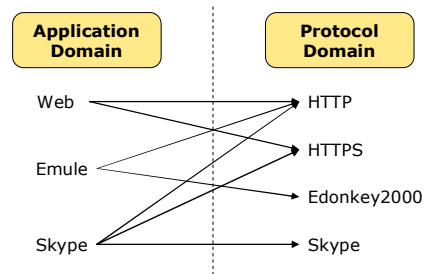 Application
Domain
Protocol
Domain
Web
HTTP
HTTPS
Emule
Edonkey2000
Skype
Skype